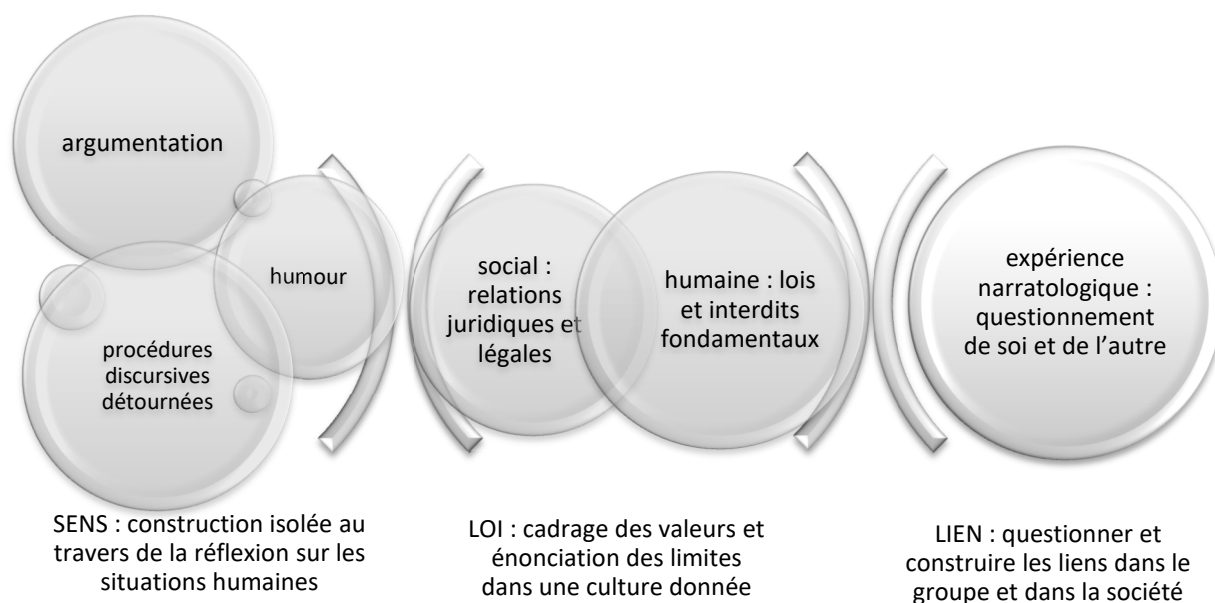 argumentation
humour
procédures
discursives
détournées
SENS : construction isolée au
travers de la réflexion sur les
situations humaines
social :
relations
juridiques et
légales
humaine : lois
et interdits
fondamentaux
LOI : cadrage des valeurs et
énonciation des limites
dans une culture donnée
expérience
narratologique :
questionnement
de soi et de l’autre
LIEN : questionner et
construire les liens dans le
groupe et dans la société